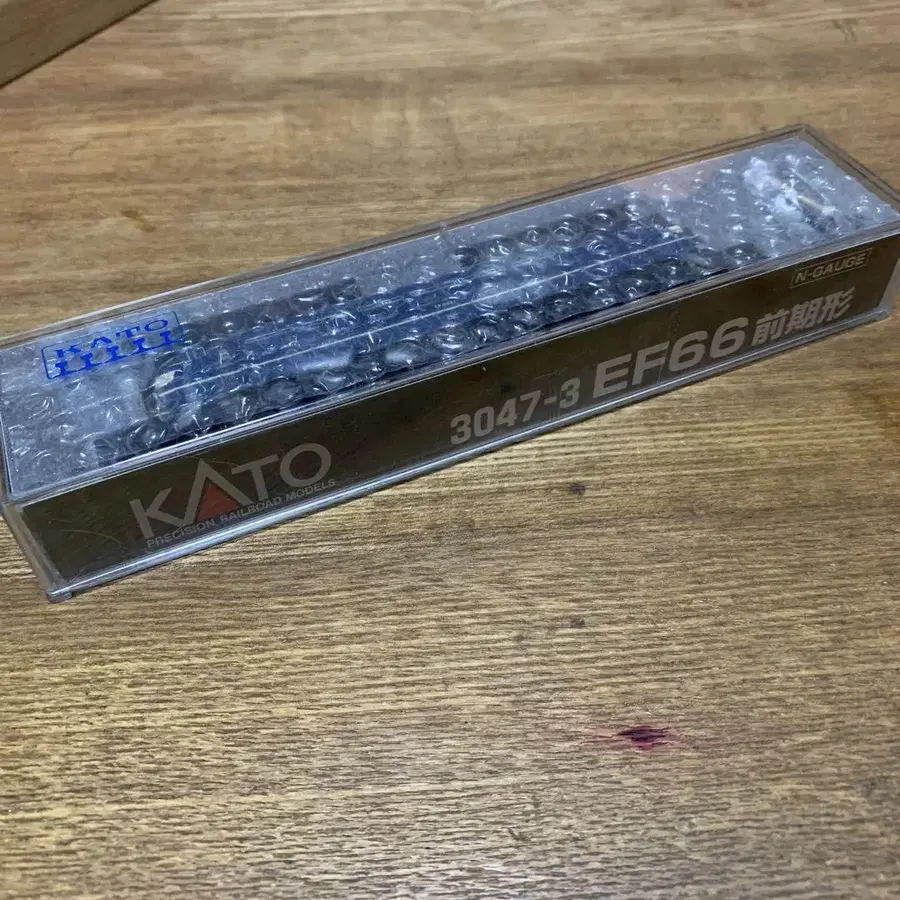 KATO
KATO
PRECISION RAILROAD MODELS
3047-3 EF66 前期形
N-GAUGE